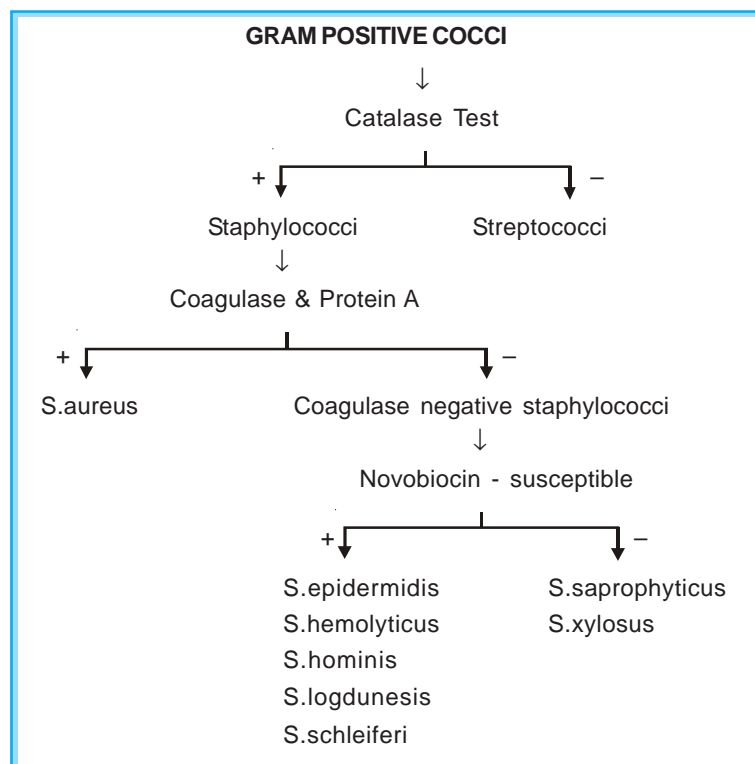 GRAM POSITIVE COCCI
↓
Catalase Test
+ –
Staphylococci Streptococci
↓
Coagulase & Protein A
+ –
S.aureus Coagulase negative staphylococci
↓
Novobiocin - susceptible
+ –
S.epidermidis S.saprophyticus
S.hemolyticus S.xylosus
S.hominis
S.logdunesis
S.schleiferi